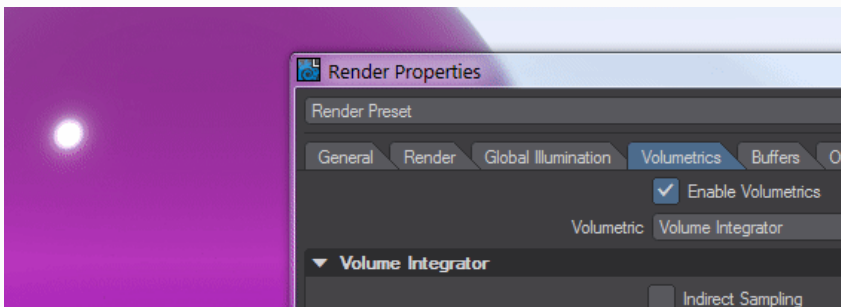 Render Properties
Render Preset
General Render Global Illumination Volumetrics Buffers
Enable Volumetrics
Volumetric Volume Integrator
Volume Integrator
Indirect Sampling